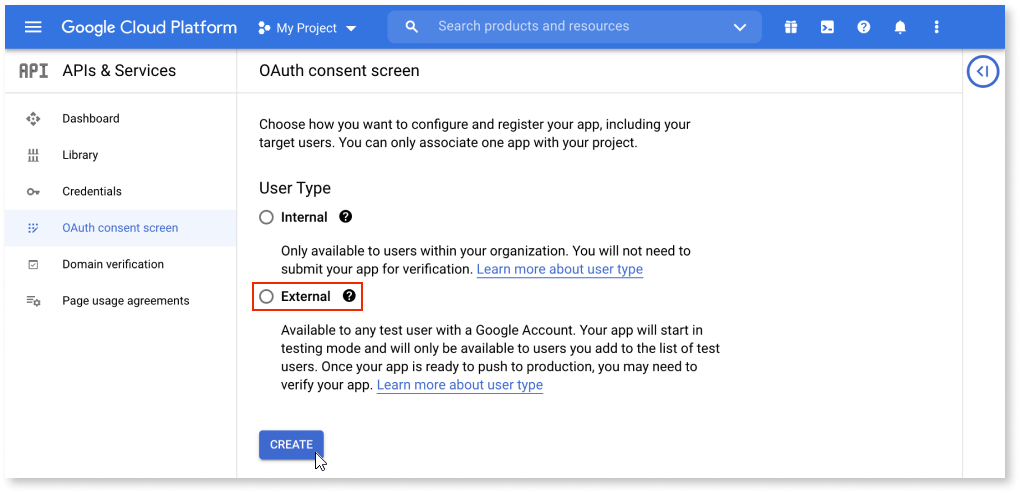 Google Cloud Platform My Project Search products and resources
API APIs & Services OAuth consent screen
Dashboard
Library
Credentials
OAuth consent screen
Domain verification
Page usage agreements
Choose how you want to configure and register your app, including your
target users. You can only associate one app with your project.
User Type
Internal
Only available to users within your organization. You will not need to
submit your app for verification. Learn more about user type
External
Available to any test user with a Google Account. Your app will start in
testing mode and will only be available to users you add to the list of test
users. Once your app is ready to push to production, you may need to
verify your app. Learn more about user type
CREATE